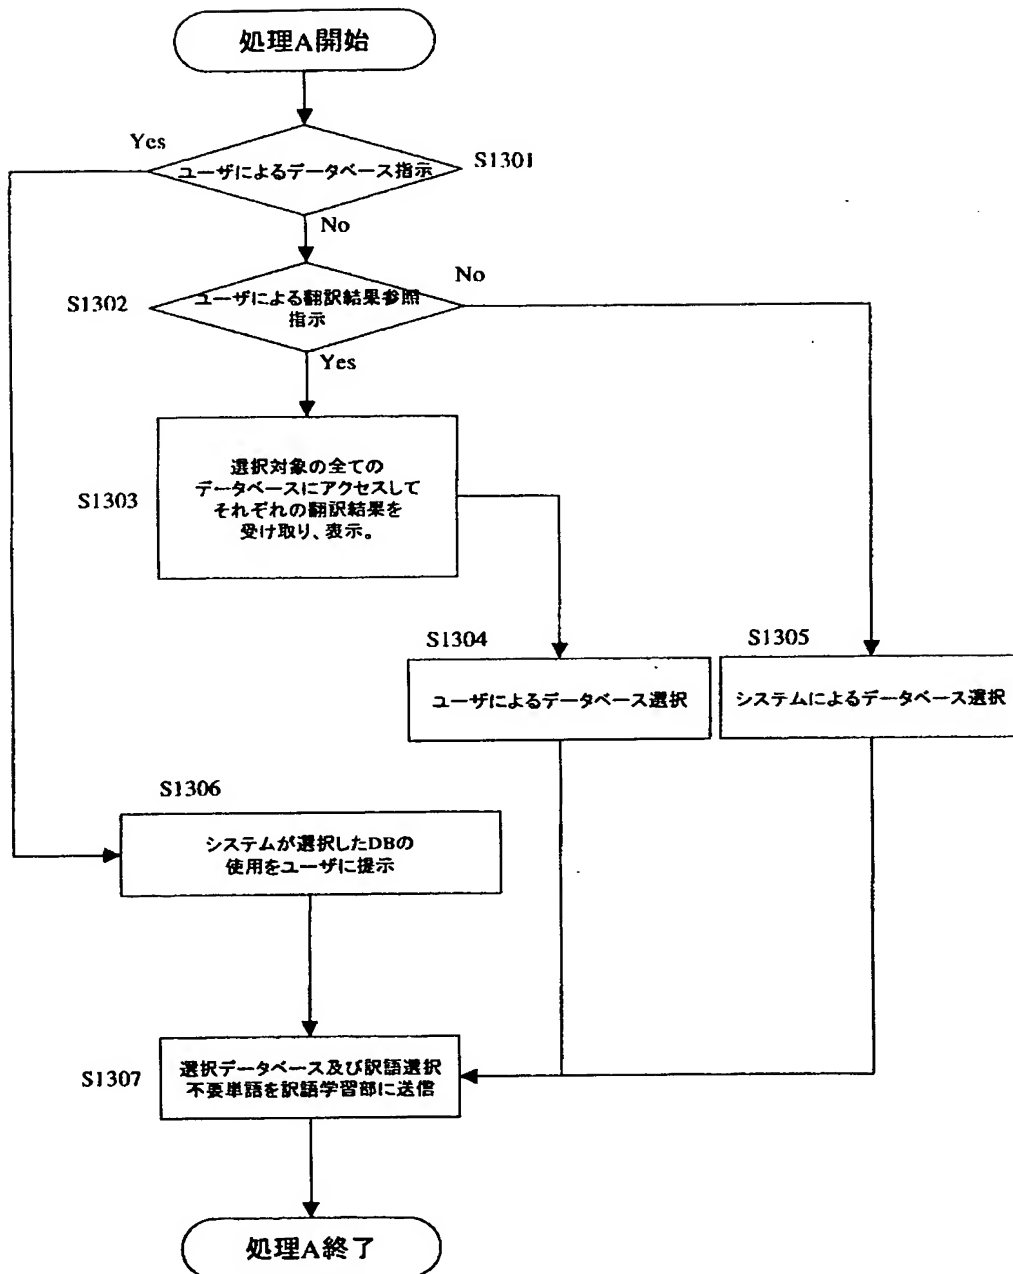 処理A開始
Yes
ユーザによるデータベース指示
S1301
No
No
S1302
ユーザによる翻訳結果参照
指示
Yes
選択対象の全ての
データベースにアクセスして
それぞれの翻訳結果を
受け取り、表示。
S1303
S1304
S1305
ユーザによるデータベース選択
システムによるデータベース選択
S1306
システムが選択したDBの
使用をユーザに提示
S1307
選択データベース及び訳語選択
不要単語を訳語学習部に送信
処理A終了